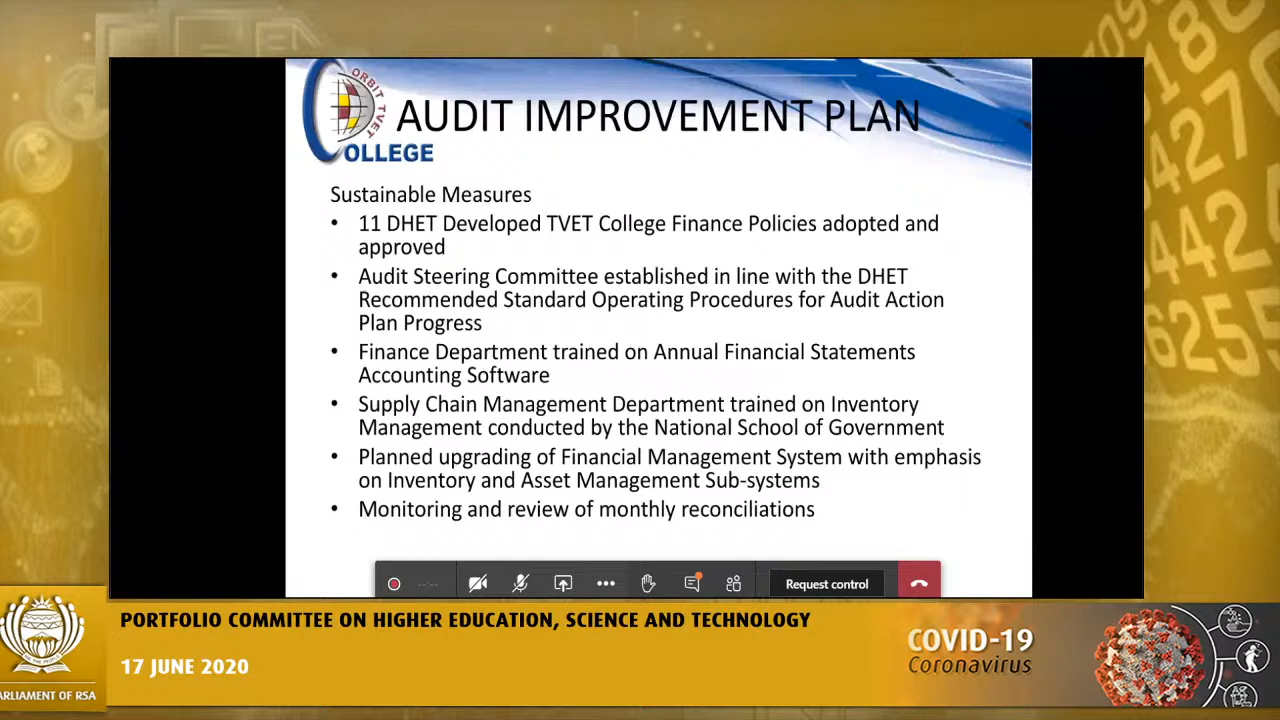 ORBIT TVET
COLLEGE
AUDIT IMPROVEMENT PLAN
Sustainable Measures
• 11 DHET Developed TVET College Finance Policies adopted and
approved
• Audit Steering Committee established in line with the DHET
Recommended Standard Operating Procedures for Audit Action
Plan Progress
• Finance Department trained on Annual Financial Statements
Accounting Software
• Supply Chain Management Department trained on Inventory
Management conducted by the National School of Government
• Planned upgrading of Financial Management System with emphasis
on Inventory and Asset Management Sub-systems
• Monitoring and review of monthly reconciliations
--:--
Request control
PORTFOLIO COMMITTEE ON HIGHER EDUCATION, SCIENCE AND TECHNOLOGY
17 JUNE 2020
COVID-19
Coronavirus
ARLIAMENT OF RSA